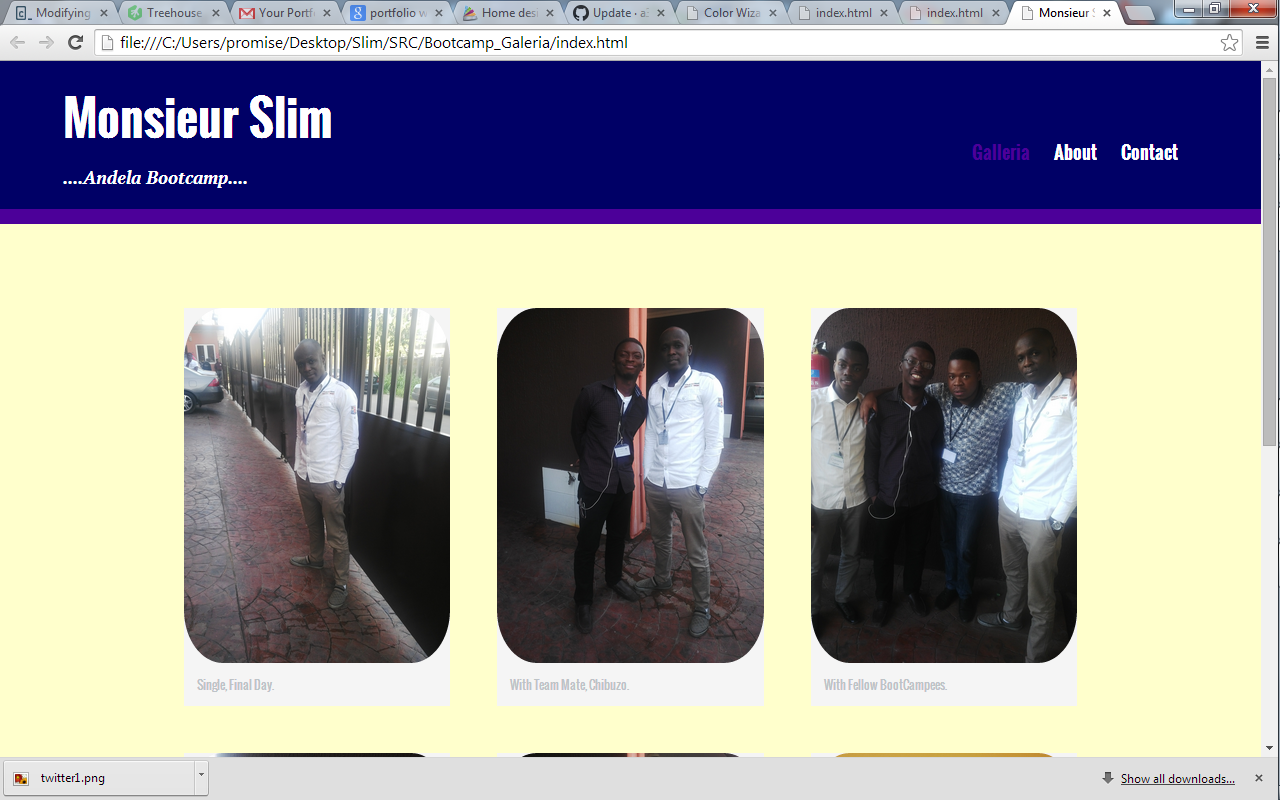 Modifying
Treehouse
Your Portf
portfolio w
Home desi
Update · a3
Color Wiza
index.html
index.html
Monsieur S
file:///C:/Users/promise/Desktop/Slim/SRC/Bootcamp_Galeria/index.html
Monsieur Slim
....Andela Bootcamp....
Galleria About Contact
Single, Final Day.
With Team Mate, Chibuzo.
With Fellow BootCampees.
twitter1.png
Show all downloads...